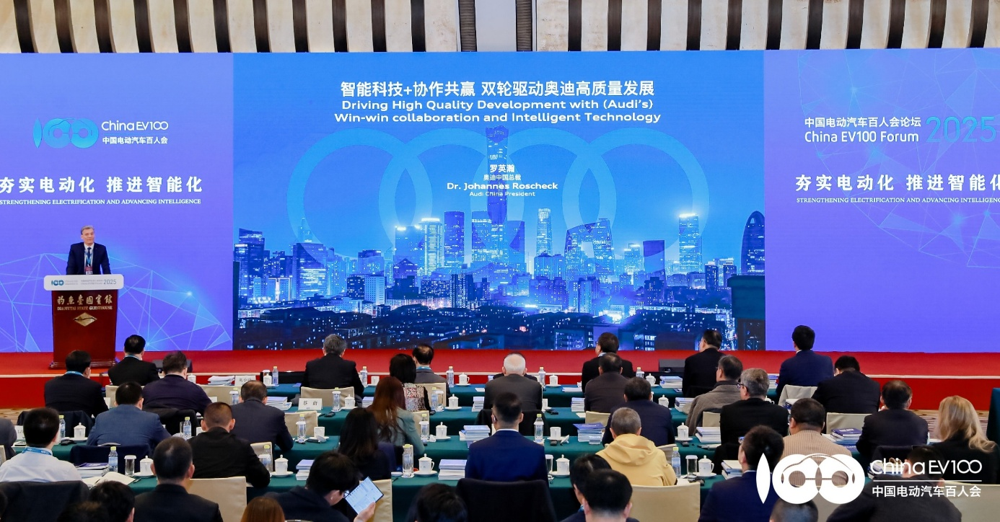 智能科技+协作共赢 双轮驱动奥迪高质量发展
Driving High Quality Development with (Audi's)
Win-win collaboration and Intelligent Technology
罗英瀚
奥迪中国总裁
Dr. Johannes Roscheck
Audi China President
China EV100
中国电动汽车百人会
夯实电动化 推进智能化
STRENGTHENING ELECTRIFICATION AND ADVANCING INTELLIGENCE
中国电动汽车百人会论坛
China EV100 Forum 2025
夯实电动化 推进智能化
STRENGTHENING ELECTRIFICATION AND ADVANCING INTELLIGENC
2025
钓鱼台国宾馆
DIAOYUTAI STATE GUESTHOUSE
China EV100
中国电动汽车百人会